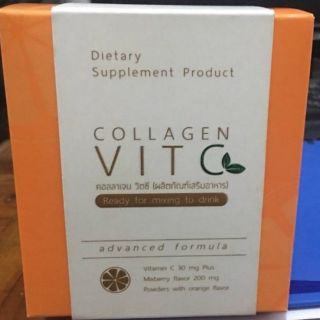 Dietary
Supplement Product
COLLAGEN
VIT C
คอลลาเจน วิตซี (ผลิตภัณฑ์เสริมอาหาร)
Ready for mixing to drink
advanced formula
Vitamin C 30 mg Plus
Mixberry flavor 200 mg
Powders with orange flavor